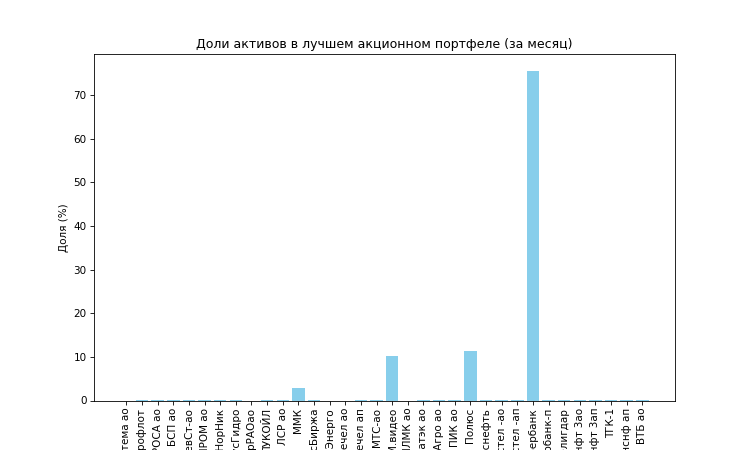 Доли активов в лучшем акционном портфеле (за месяц)
Доля (%)
70
60
50
40
30
20
10
0
тема ао
рофлот
РОСА ао
БСП ао
евСт-ао
ПРОМ ао
НорНик
сГидро
рРАОао
ЛУКОЙЛ
ЛСР ао
ММК
сБиржа
Энерго
ечел ао
ечел ап
МТС-ао
М.видео
ЛМК ао
атэк ао
Агро ао
ПИК ао
Полюс
снефть
стел -ао
стел -ап
ербанк
рбанк-п
лигдар
нфт 3ао
нфт 3ап
ТГК-1
нснф ап
ВТБ ао